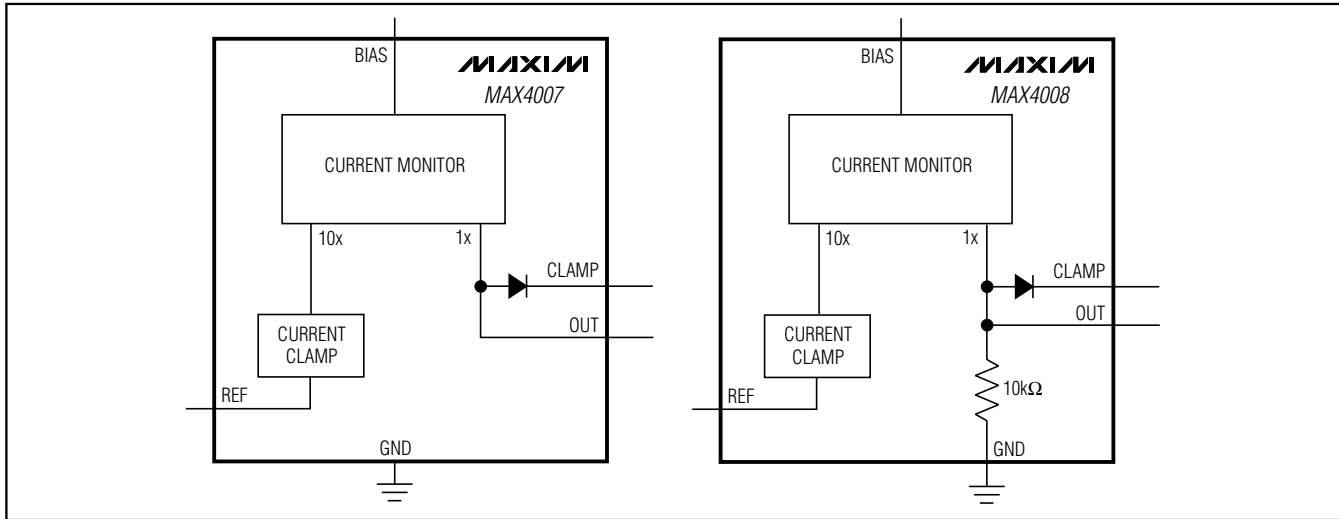 BIAS
MAXIM
MAX4007
CURRENT MONITOR
10x
1x
CLAMP
OUT
CURRENT
CLAMP
REF
GND
BIAS
MAXIM
MAX4008
CURRENT MONITOR
10x
1x
CLAMP
OUT
CURRENT
CLAMP
10kΩ
REF
GND